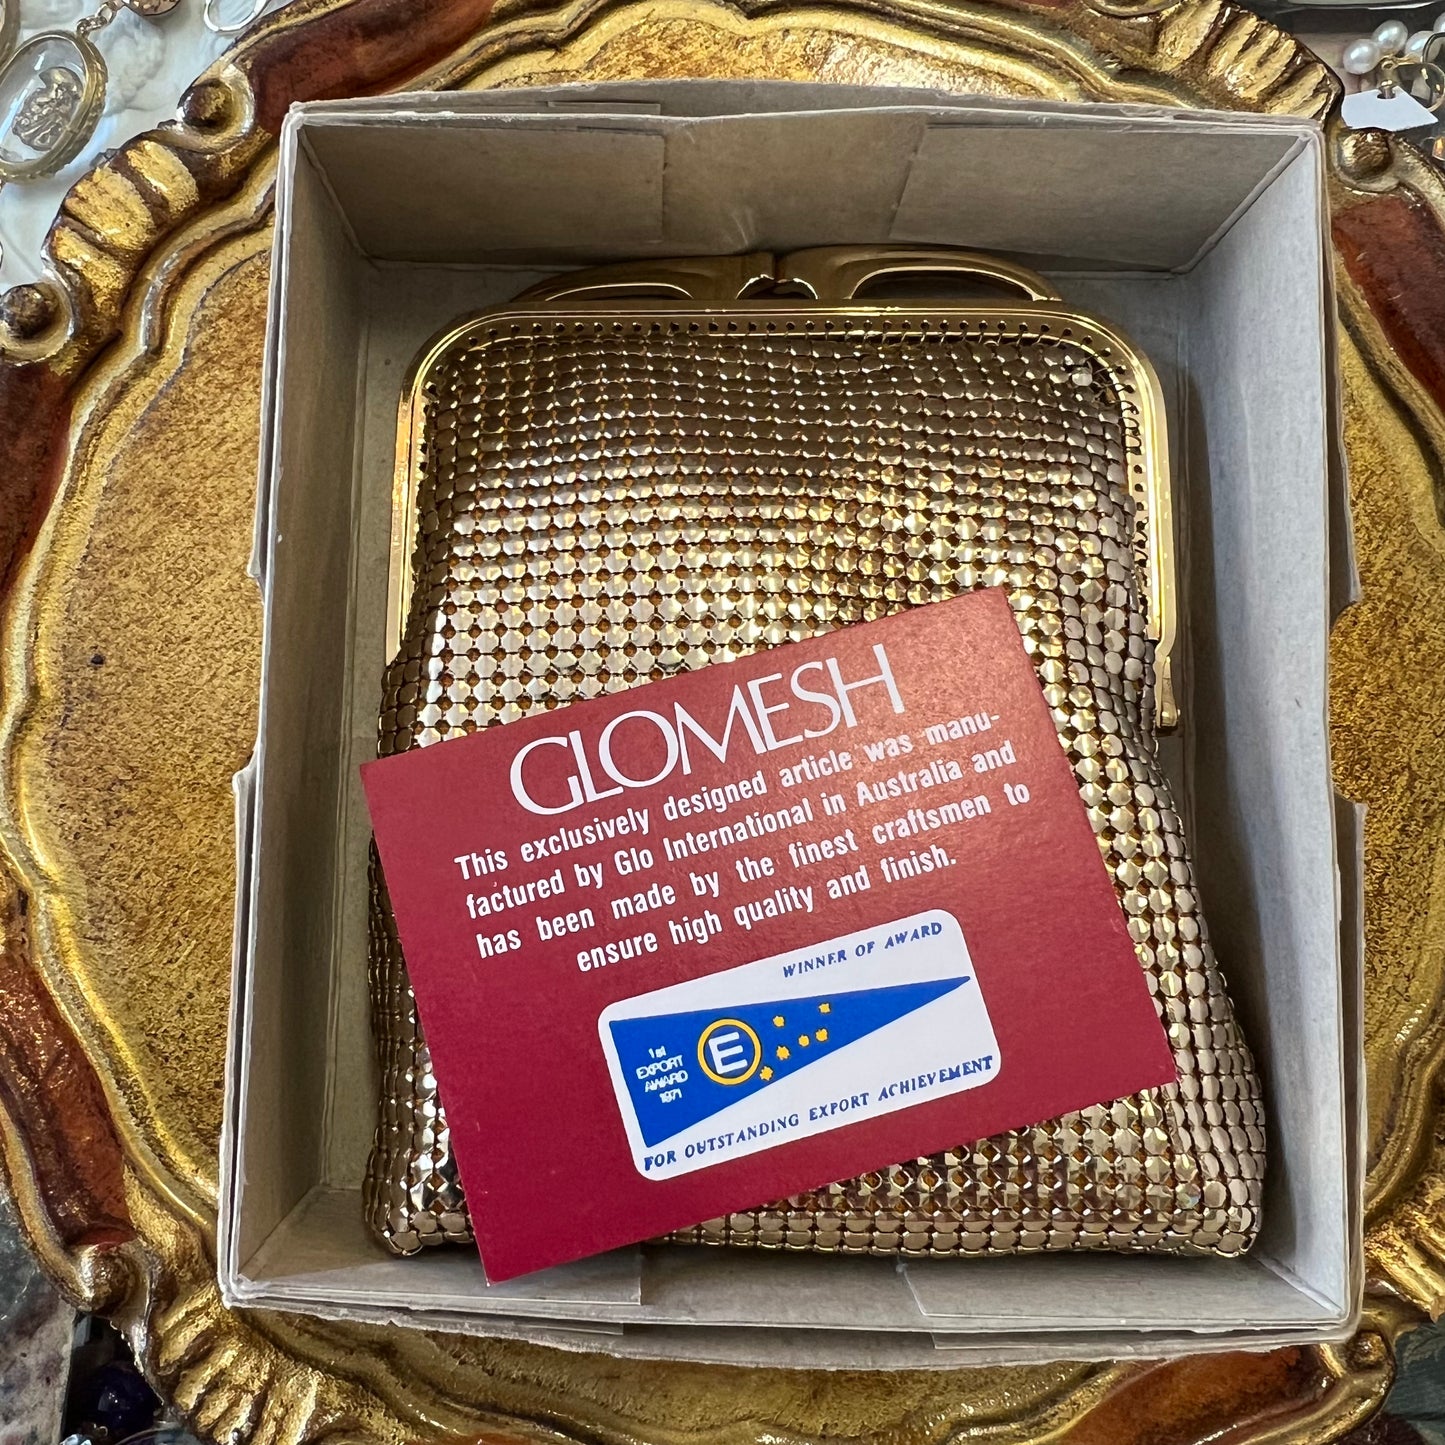 GLOMESH
This exclusively designed article was manu-
factured by Glo International in Australia and
has been made by the finest craftsmen to
ensure high quality and finish.
WINNER OF AWARD
1st
EXPORT
AWARD
1971
E
FOR OUTSTANDING EXPORT ACHIEVEMENT